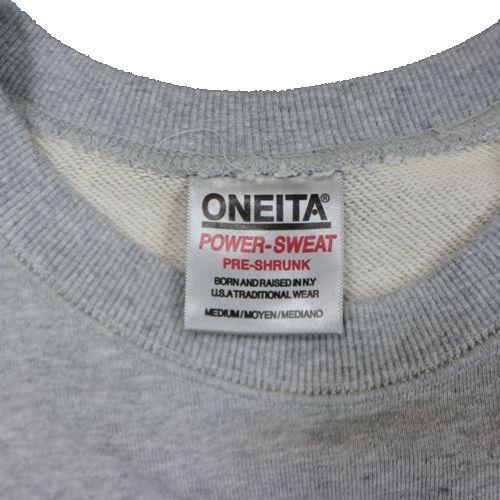 ONEITA®
POWER-SWEAT
PRE-SHRUNK
BORN AND RAISED IN N.Y
U.S.A TRADITIONAL WEAR
MEDIUM/MOYEN/MEDIANO